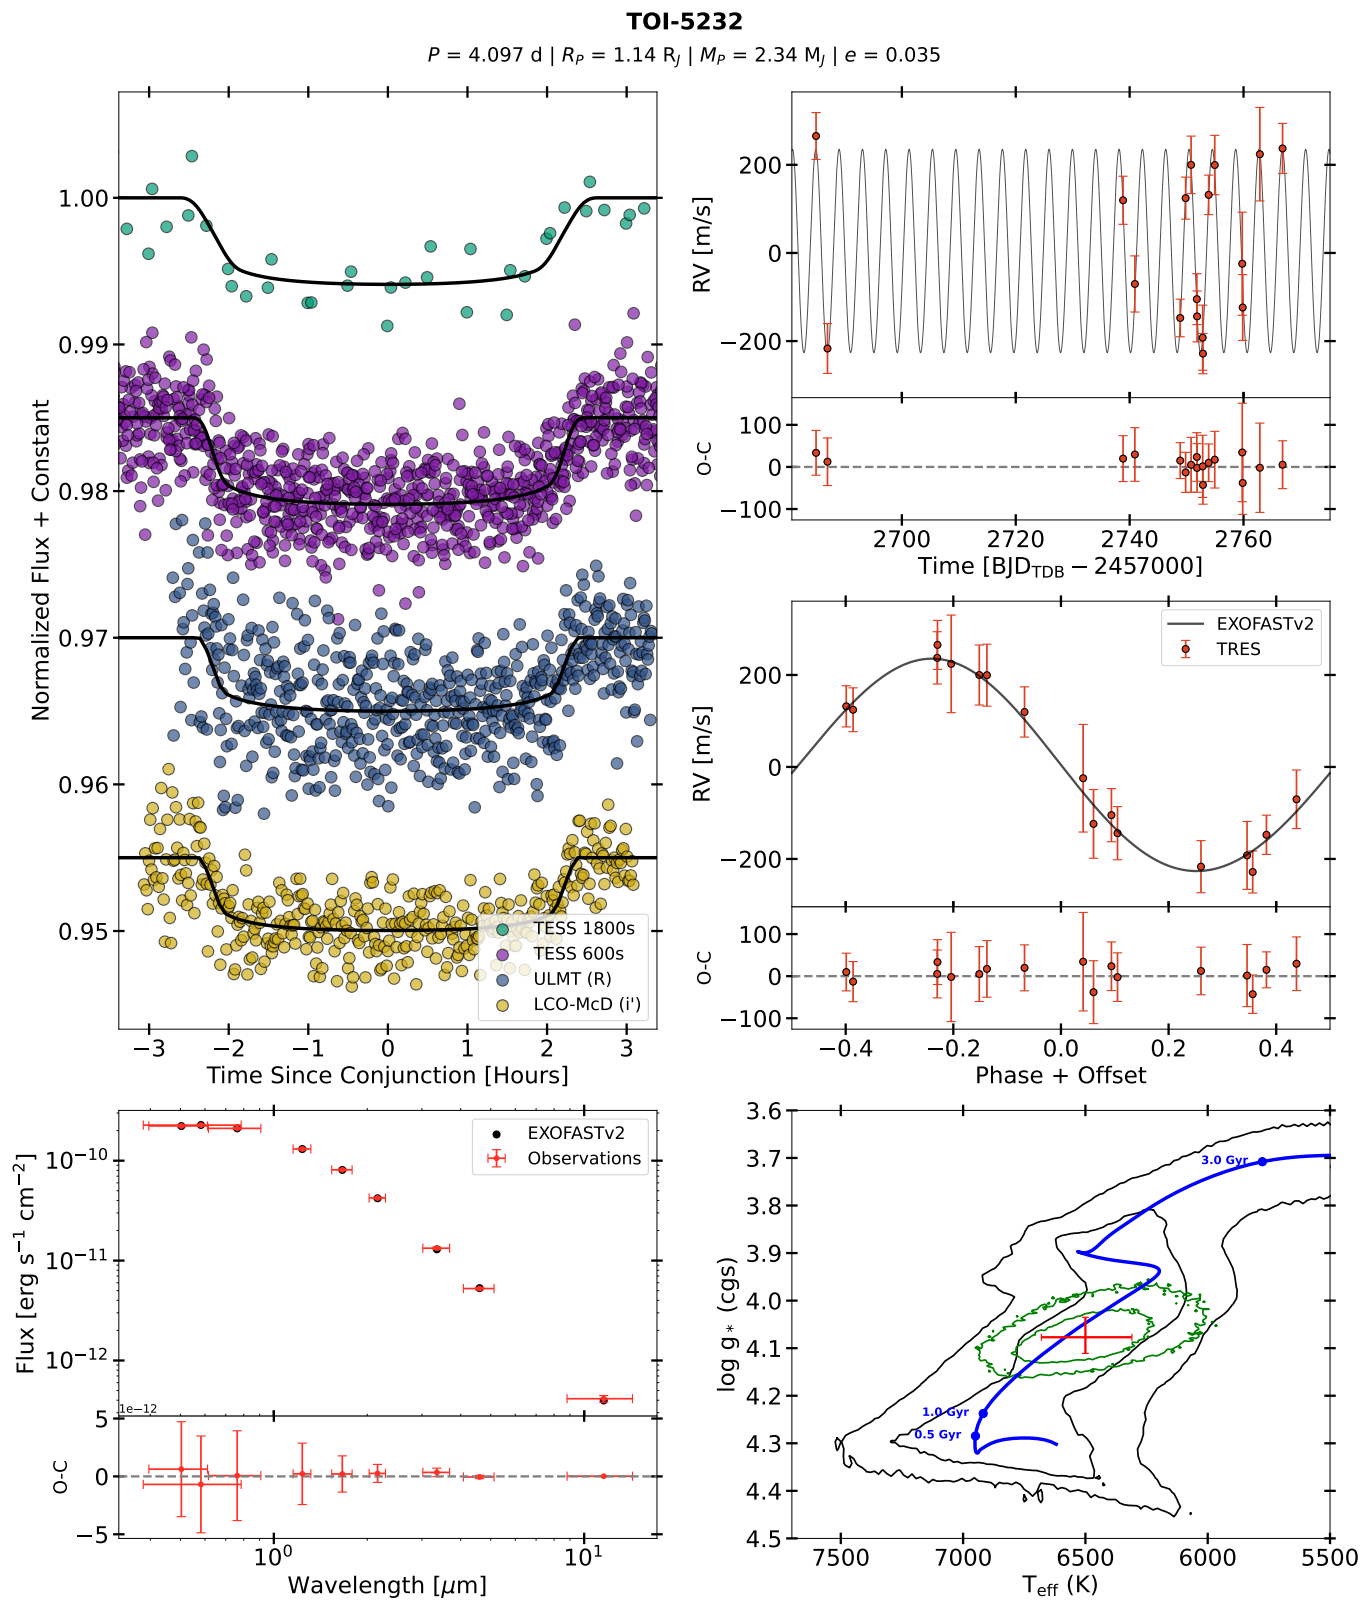 TOI-5232
P = 4.097 d | R_P = 1.14 R_J | M_P = 2.34 M_J | e = 0.035
Normalized Flux + Constant
1.00
0.99
0.98
0.97
0.96
0.95
TESS 1800s
TESS 600s
ULMT (R)
LCO-McD (i')
−3 −2 −1 0 1 2 3
Time Since Conjunction [Hours]
RV [m/s]
200
0
−200
O-C
100
0
−100
2700 2720 2740 2760
Time [BJD_TDB − 2457000]
EXOFASTv2
TRES
RV [m/s]
200
0
−200
O-C
100
0
−100
−0.4 −0.2 0.0 0.2 0.4
Phase + Offset
Flux [erg s⁻¹ cm⁻²]
10⁻¹⁰
10⁻¹¹
10⁻¹²
EXOFASTv2
Observations
1e−12
O-C
5
0
−5
10⁰ 10¹
Wavelength [μm]
log g* (cgs)
3.6
3.7
3.8
3.9
4.0
4.1
4.2
4.3
4.4
4.5
3.0 Gyr
1.0 Gyr
0.5 Gyr
7500 7000 6500 6000 5500
T_eff (K)